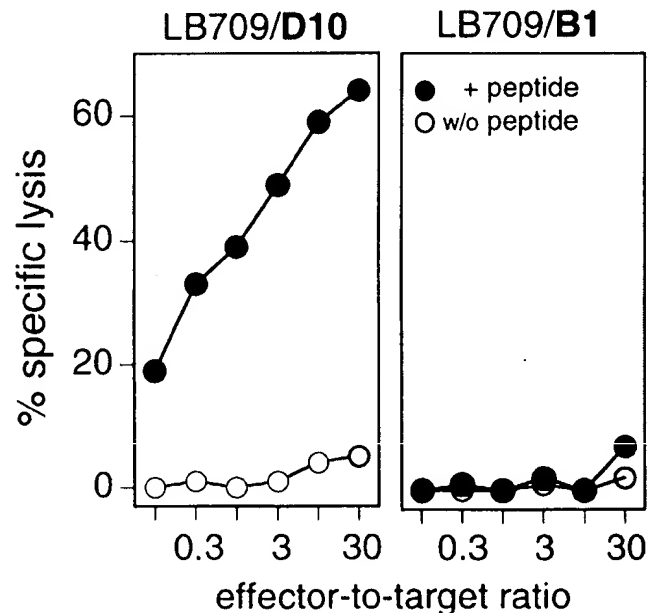 LB709/D10 LB709/B1
+ peptide
w/o peptide
60
40
20
0
% specific lysis
0.3 3 30 0.3 3 30
effector-to-target ratio